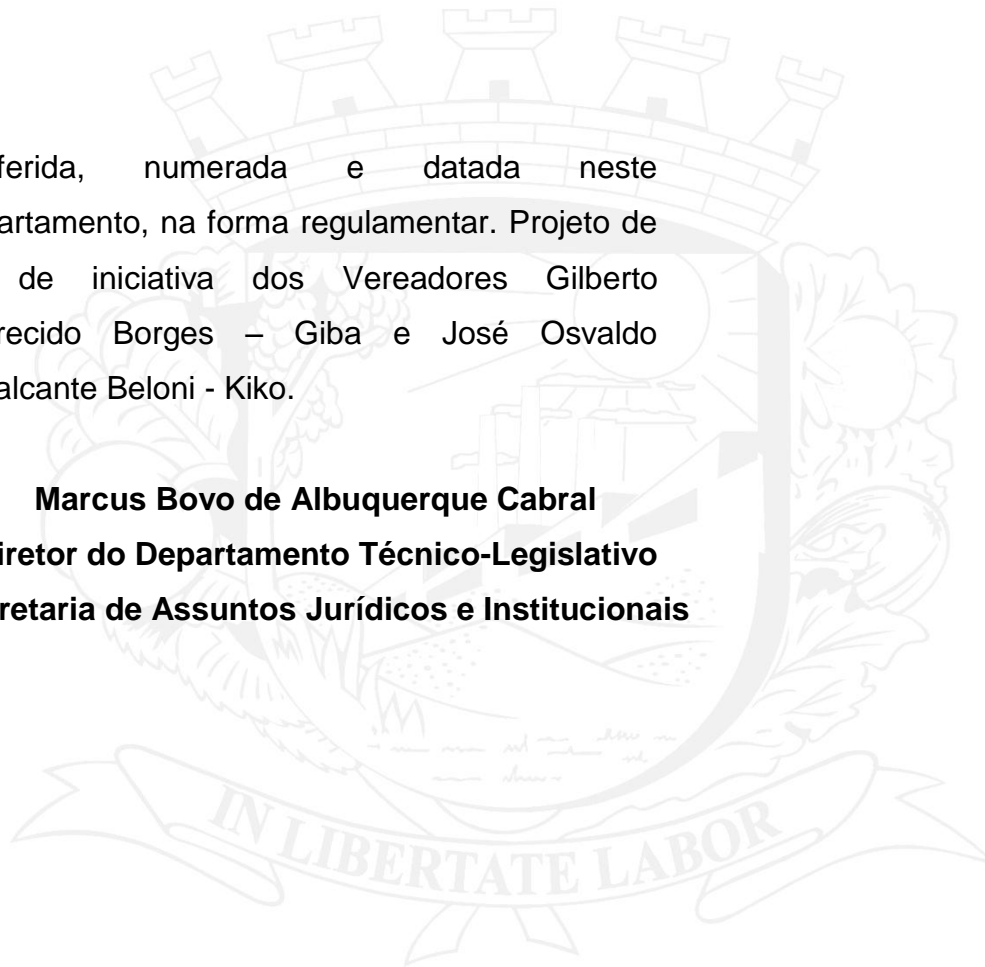 ferida, numerada e datada neste
artamento, na forma regulamentar. Projeto de
de iniciativa dos Vereadores Gilberto
recido Borges – Giba e José Osvaldo
alcante Beloni - Kiko.
Marcus Bovo de Albuquerque Cabral
iretor do Departamento Técnico-Legislativo
retaria de Assuntos Jurídicos e Institucionais
IN LIBERTATE LABOR